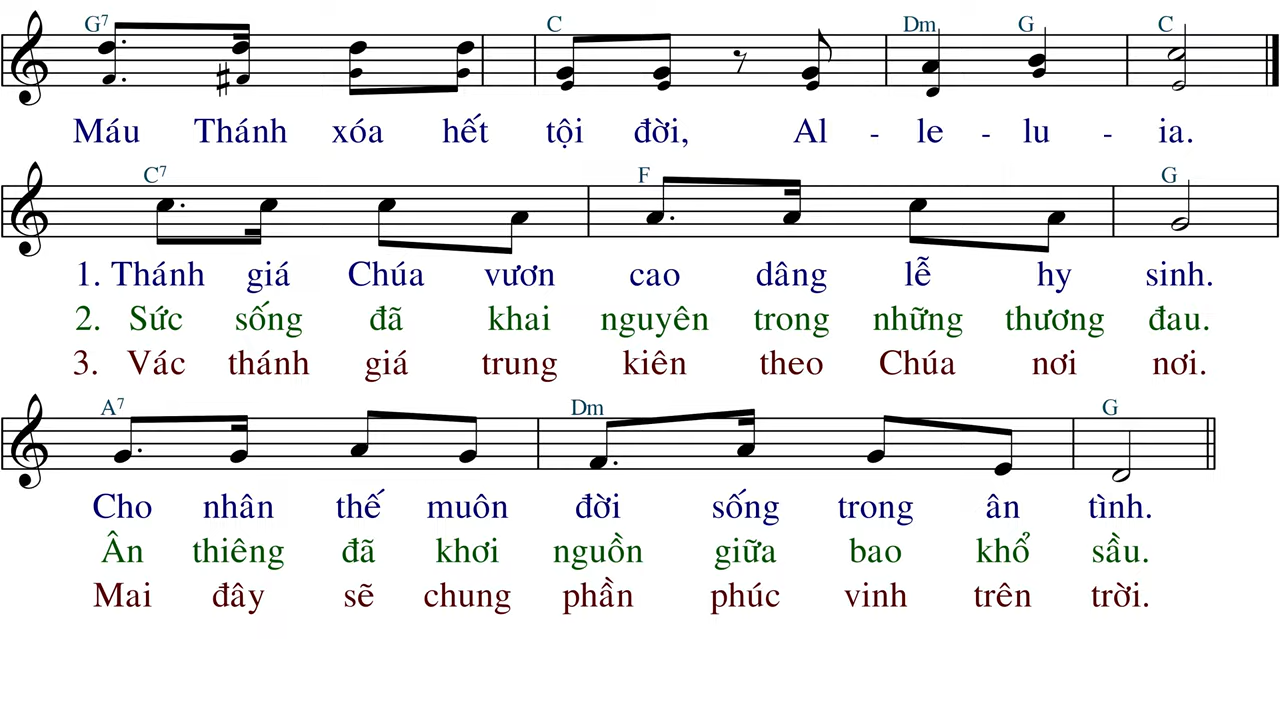 G7 C Dm G C
Máu Thánh xóa hết tội đời, Al - le - lu - ia.
C7 F G
1. Thánh giá Chúa vươn cao dâng lễ hy sinh.
2. Sức sống đã khai nguyên trong những thương đau.
3. Vác thánh giá trung kiên theo Chúa nơi nơi.
A7 Dm G
Cho nhân thế muôn đời sống trong ân tình.
Ân thiêng đã khơi nguồn giữa bao khổ sầu.
Mai đây sẽ chung phần phúc vinh trên trời.